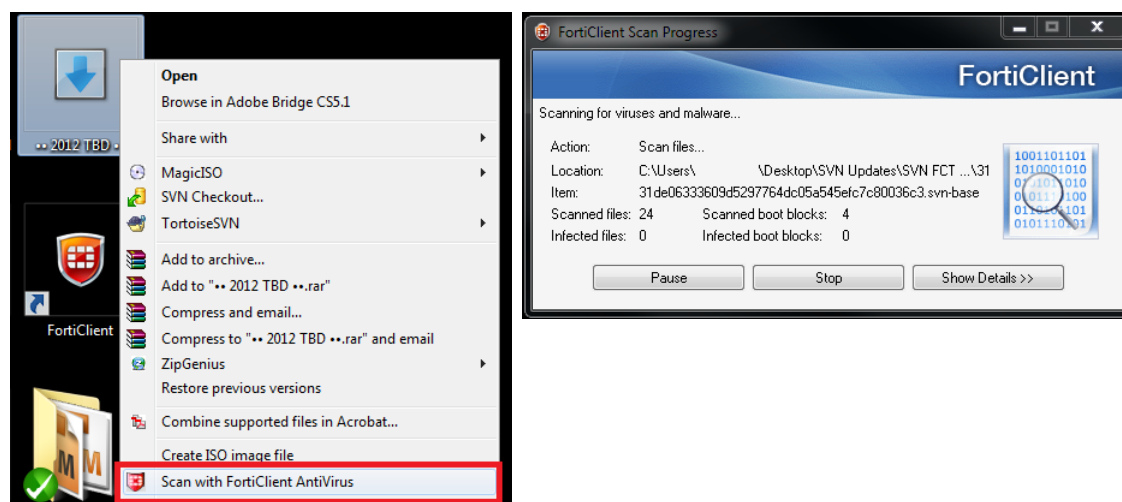 Open
Browse in Adobe Bridge CS5.1
Share with
•• 2012 TBD ••
MagicISO
SVN Checkout...
TortoiseSVN
Add to archive...
Add to "•• 2012 TBD ••.rar"
Compress and email...
Compress to "•• 2012 TBD ••.rar" and email
ZipGenius
Restore previous versions
Combine supported files in Acrobat...
Create ISO image file
Scan with FortiClient AntiVirus
FortiClient
M M
FortiClient Scan Progress
FortiClient
Scanning for viruses and malware...
Action: Scan files...
Location: C:\Users\ \Desktop\SVN Updates\SVN FCT ...\31
Item: 31de06333609d5297764dc05a545efc7c80036c3.svn-base
Scanned files: 24 Scanned boot blocks: 4
Infected files: 0 Infected boot blocks: 0
1001101101
1010001010
Pause Stop Show Details >>